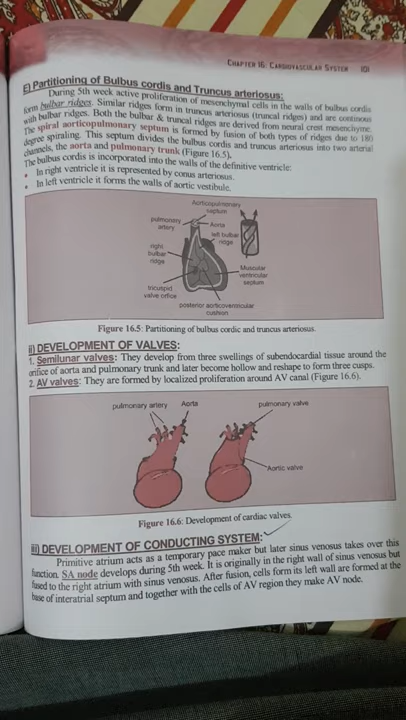 CHAPTER 16: CARDIOVASCULAR SYSTEM 101
E) Partitioning of Bulbus cordis and Truncus arteriosus:
During 5th week active proliferation of mesenchymal cells in the walls of bulbus cordis
form bulbar ridges. Similar ridges form in truncus arteriosus (truncal ridges) and are continous
with bulbar ridges. Both the bulbar & truncal ridges are derived from neural crest mesenchyme.
The spiral aorticopulmonary septum is formed by fusion of both types of ridges due to 180
degree spiraling. This septum divides the bulbus cordis and truncus arteriosus into two arterial
channels, the aorta and pulmonary trunk (Figure 16.5).
The bulbus cordis is incorporated into the walls of the definitive ventricle:
• In right ventricle it is represented by conus arteriosus.
• In left ventricle it forms the walls of aortic vestibule.
Aorticopulmonary
septum
pulmonary
artery
Aorta
left bulbar
ridge
right
bulbar
ridge
Muscular
ventricular
septum
tricuspid
valve orifice
posterior aorticoventricular
cushion
Figure 16.5: Partitioning of bulbus cordic and truncus arteriosus.
ii) DEVELOPMENT OF VALVES:
1. Semilunar valves: They develop from three swellings of subendocardial tissue around the
orifice of aorta and pulmonary trunk and later become hollow and reshape to form three cusps.
2. AV valves: They are formed by localized proliferation around AV canal (Figure 16.6).
pulmonary artery Aorta pulmonary valve
Aortic valve
Figure 16.6: Development of cardiac valves.
iii) DEVELOPMENT OF CONDUCTING SYSTEM:
Primitive atrium acts as a temporary pace maker but later sinus venosus takes over this
function. SA node develops during 5th week. It is originally in the right wall of sinus venosus but
fused to the right atrium with sinus venosus. After fusion, cells form its left wall are formed at the
base of interatrial septum and together with the cells of AV region they make AV node.